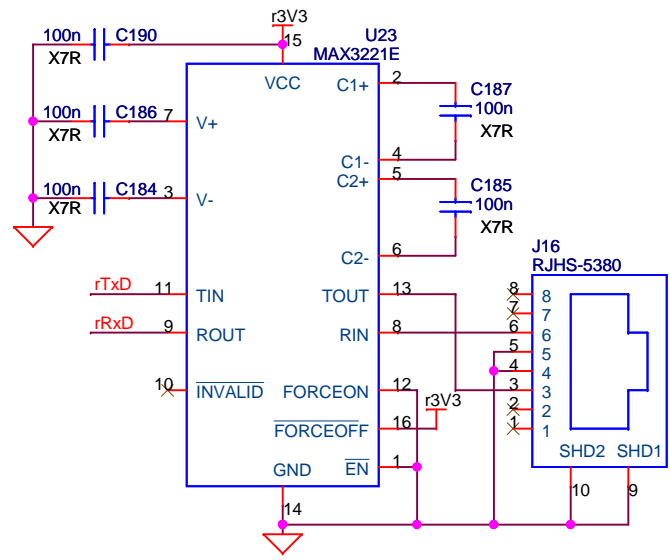 r3V3
100n C190
X7R
15
U23
MAX3221E
VCC
C1+ 2
C187
100n
X7R
100n C186
X7R
7 V+
C1- 4
C2+ 5
100n C184
X7R
3 V-
C185
100n
X7R
C2- 6
J16
RJHS-5380
rTxD 11 TIN
TOUT 13
8 8
7 7
rRxD 9 ROUT
RIN 8
6 6
5 5
4 4
10 INVALID
FORCEON 12
3 3
r3V3
2 2
FORCEOFF 16
1 1
SHD2 SHD1
GND
EN 1
14
10 9